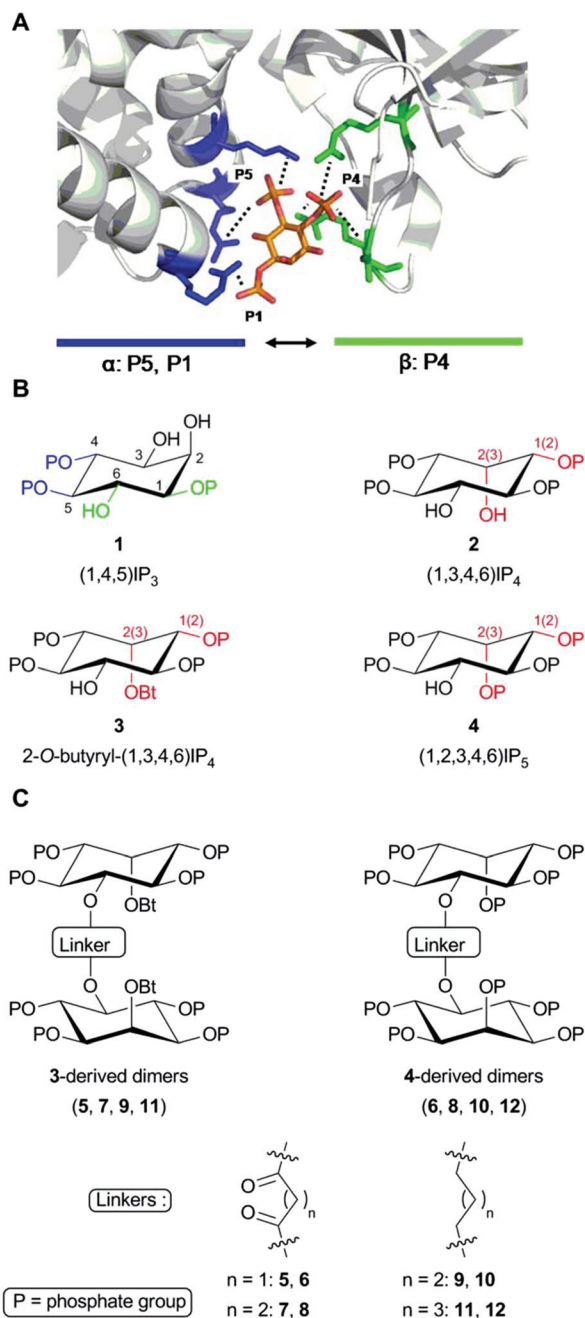 A
P5
P4
P1
α: P5, P1
β: P4
B
OH
OH
4
3
PO
2
6
PO
1
OP
5
HO
1
(1,4,5)IP3
1(2)
2(3)
PO
OP
PO
OP
HO
OH
2
(1,3,4,6)IP4
1(2)
2(3)
PO
OP
PO
OP
HO
OBt
3
2-O-butyryl-(1,3,4,6)IP4
1(2)
2(3)
PO
OP
PO
OP
HO
OP
4
(1,2,3,4,6)IP5
C
PO
OP
PO
OP
O
OBt
Linker
O
OBt
PO
OP
PO
OP
3-derived dimers
(5, 7, 9, 11)
PO
OP
PO
OP
O
OP
Linker
O
OP
PO
OP
PO
OP
4-derived dimers
(6, 8, 10, 12)
Linkers :
O
O
n
n
n = 1: 5, 6
n = 2: 9, 10
P = phosphate group
n = 2: 7, 8
n = 3: 11, 12